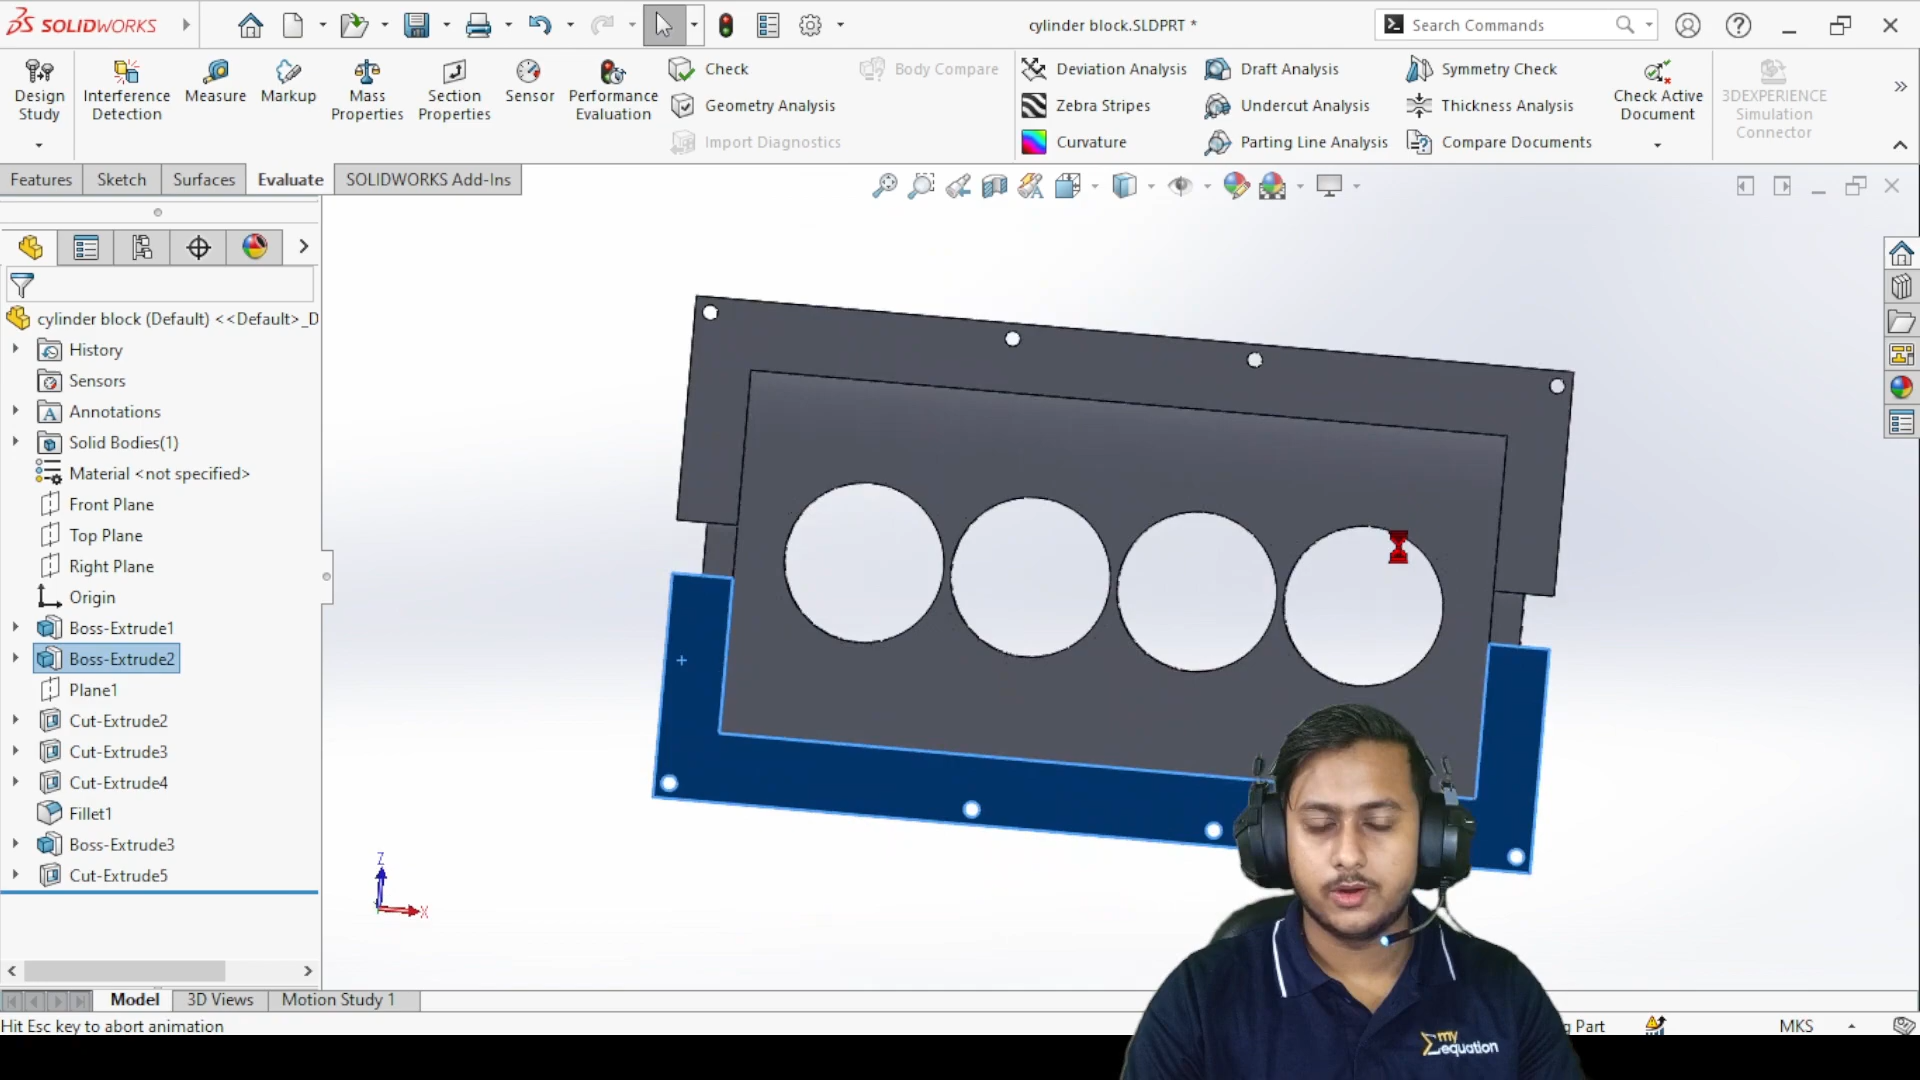 SOLIDWORKS
cylinder block.SLDPRT *
Search Commands
Design Study
Interference Detection
Measure
Markup
Mass Properties
Section Properties
Sensor
Performance Evaluation
Check
Geometry Analysis
Import Diagnostics
Body Compare
Deviation Analysis
Zebra Stripes
Curvature
Draft Analysis
Undercut Analysis
Parting Line Analysis
Symmetry Check
Thickness Analysis
Compare Documents
Check Active Document
3DEXPERIENCE Simulation Connector
Features
Sketch
Surfaces
Evaluate
SOLIDWORKS Add-Ins
cylinder block (Default) <<Default>_D
History
Sensors
Annotations
Solid Bodies(1)
Material <not specified>
Front Plane
Top Plane
Right Plane
Origin
Boss-Extrude1
Boss-Extrude2
Plane1
Cut-Extrude2
Cut-Extrude3
Cut-Extrude4
Fillet1
Boss-Extrude3
Cut-Extrude5
Z
X
Model
3D Views
Motion Study 1
Hit Esc key to abort animation
g Part
MKS
my equation